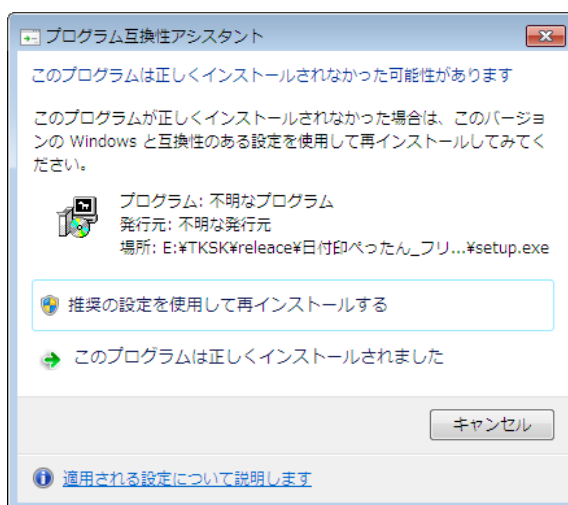 プログラム互換性アシスタント
このプログラムは正しくインストールされなかった可能性があります
このプログラムが正しくインストールされなかった場合は、このバージョ
ンの Windows と互換性のある設定を使用して再インストールしてみてく
ださい。
プログラム: 不明なプログラム
発行元: 不明な発行元
場所: E:¥TKSK¥releace¥日付印ぺったん_フリ...¥setup.exe
推奨の設定を使用して再インストールする
このプログラムは正しくインストールされました
キャンセル
適用される設定について説明します